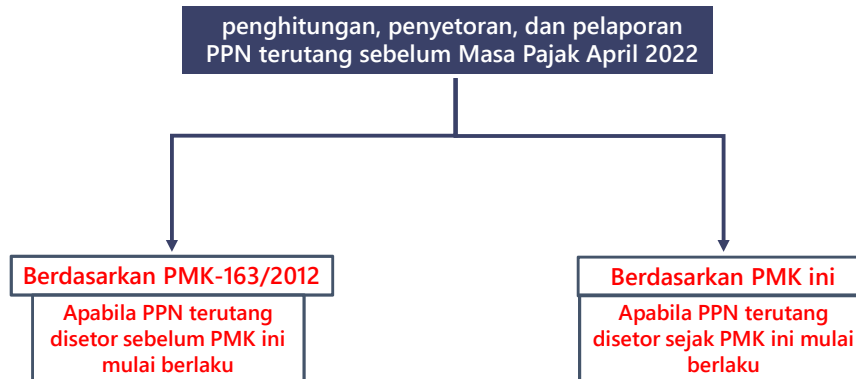 penghitungan, penyetoran, dan pelaporan
PPN terutang sebelum Masa Pajak April 2022
Berdasarkan PMK-163/2012
Apabila PPN terutang
disetor sebelum PMK ini
mulai berlaku
Berdasarkan PMK ini
Apabila PPN terutang
disetor sejak PMK ini mulai
berlaku